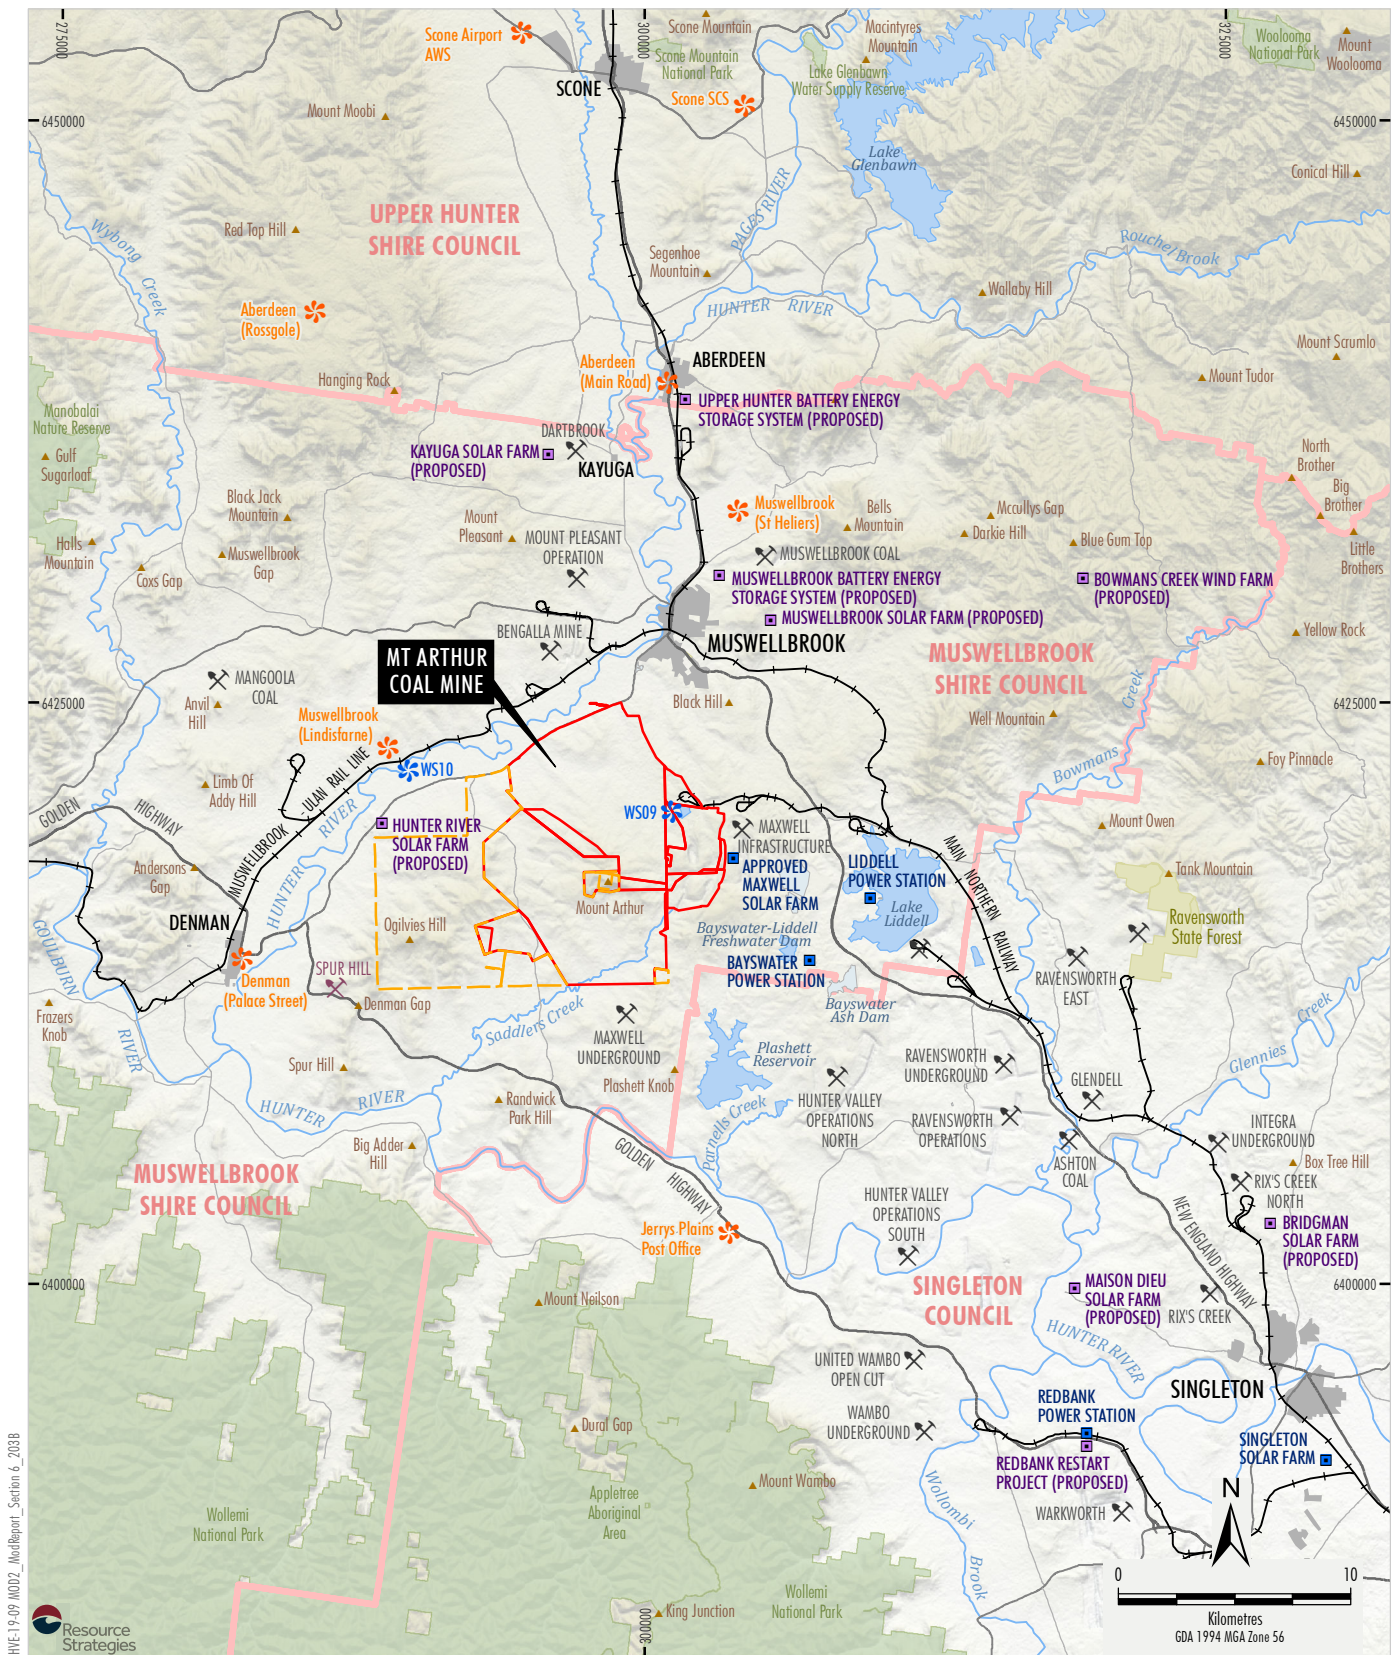 275000
300000
325000
Scone Airport
AWS
SCONE
Scone Mountain
Scone Mountain
National Park
Scone SCS
Macintyres
Mountain
Lake Glenbawn
Water Supply Reserve
Woolooma
National Park
Mount
Woolooma
Mount Moobi
6450000
6450000
Lake
Glenbawn
Conical Hill
Wybong
Creek
Red Top Hill
UPPER HUNTER
SHIRE COUNCIL
PAGES RIVER
Segenhoe
Mountain
Rouchel Brook
Wallaby Hill
HUNTER RIVER
Aberdeen
(Rossgole)
Mount Scrumlo
Mount Tudor
Hanging Rock
Aberdeen
(Main Road)
ABERDEEN
UPPER HUNTER BATTERY ENERGY
STORAGE SYSTEM (PROPOSED)
Manobalai
Nature Reserve
Gulf
Sugarloaf
DARTBROOK
KAYUGA SOLAR FARM
(PROPOSED)
KAYUGA
North
Brother
Big
Brother
Little
Brothers
Black Jack
Mountain
Mount
Pleasant
MOUNT PLEASANT
OPERATION
Muswellbrook
(St Heliers)
Bells
Mountain
Mccullys Gap
Darkie Hill
Blue Gum Top
Halls
Mountain
Muswellbrook
Gap
Coxs Gap
MUSWELLBROOK COAL
MUSWELLBROOK BATTERY ENERGY
STORAGE SYSTEM (PROPOSED)
BOWMANS CREEK WIND FARM
(PROPOSED)
MUSWELLBROOK SOLAR FARM (PROPOSED)
BENGALLA MINE
MUSWELLBROOK
MUSWELLBROOK
SHIRE COUNCIL
Yellow Rock
MT ARTHUR
COAL MINE
MANGOOLA
COAL
Anvil
Hill
6425000
6425000
Black Hill
Well Mountain
Creek
Bowmans
Muswellbrook
(Lindisfarne)
WS10
Foy Pinnacle
Limb Of
Addy Hill
MUSWELLBROOK ULAN RAIL LINE
GOLDEN HIGHWAY
HUNTER RIVER
HUNTER RIVER
SOLAR FARM
(PROPOSED)
WS09
MAXWELL
INFRASTRUCTURE
Mount Owen
MAIN NORTHERN RAILWAY
Andersons
Gap
APPROVED
MAXWELL
SOLAR FARM
LIDDELL
POWER STATION
Tank Mountain
Mount Arthur
Lake
Liddell
Ravensworth
State Forest
DENMAN
Ogilvies Hill
Bayswater-Liddell
Freshwater Dam
GOULBURN
RIVER
SPUR HILL
BAYSWATER
POWER STATION
RAVENSWORTH
EAST
Denman
(Palace Street)
Denman Gap
Frazers
Knob
Saddlers Creek
Bayswater
Ash Dam
MAXWELL
UNDERGROUND
Plashett
Reservoir
Creek
Glennies
Spur Hill
Plashett Knob
RAVENSWORTH
UNDERGROUND
GLENDELL
HUNTER RIVER
Randwick
Park Hill
HUNTER VALLEY
OPERATIONS
NORTH
RAVENSWORTH
OPERATIONS
INTEGRA
UNDERGROUND
Big Adder
Hill
Parnells Creek
GOLDEN HIGHWAY
ASHTON
COAL
Box Tree Hill
MUSWELLBROOK
SHIRE COUNCIL
RIX'S CREEK
NORTH
HUNTER VALLEY
OPERATIONS
SOUTH
NEW ENGLAND HIGHWAY
BRIDGMAN
SOLAR FARM
(PROPOSED)
Jerrys Plains
Post Office
6400000
6400000
SINGLETON
COUNCIL
MAISON DIEU
SOLAR FARM
(PROPOSED)
RIX'S CREEK
Mount Neilson
HUNTER RIVER
UNITED WAMBO
OPEN CUT
SINGLETON
Dural Gap
WAMBO
UNDERGROUND
REDBANK
POWER STATION
SINGLETON
SOLAR FARM
REDBANK RESTART
PROJECT (PROPOSED)
Mount Wambo
Wollombi
Brook
Wollemi
National Park
Appletree
Aboriginal
Area
WARKWORTH
N
Wollemi
National Park
King Junction
300000
0
10
Kilometres
GDA 1994 MGA Zone 56
Resource
Strategies
HVE-19-09 MOD2_ModReport_Section 6_203B